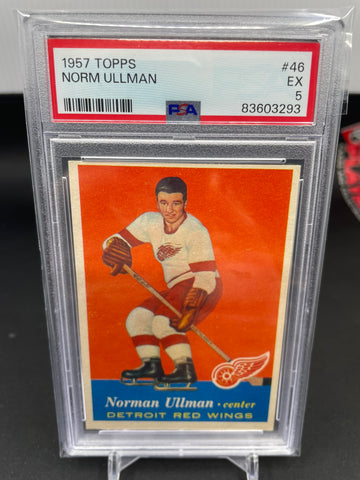 1957 TOPPS #46
NORM ULLMAN EX
5
PSA 83603293
Norman Ullman • center
DETROIT RED WINGS